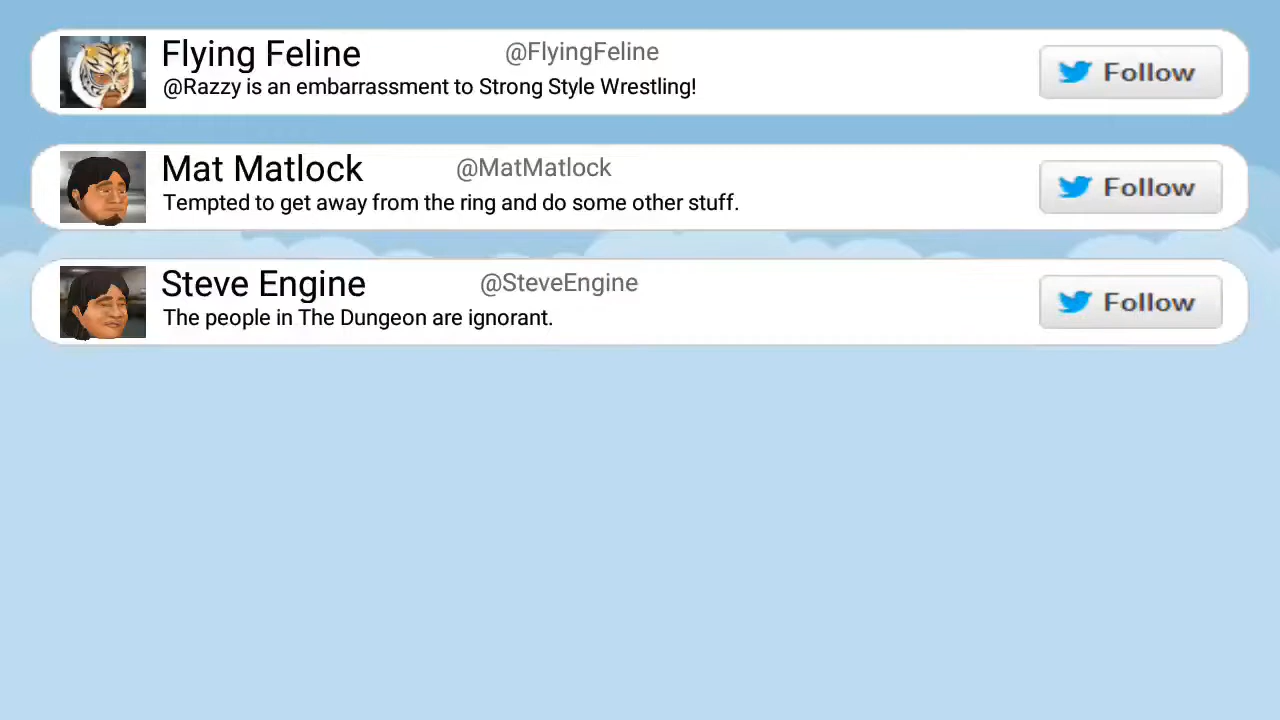 Flying Feline @FlyingFeline
@Razzy is an embarrassment to Strong Style Wrestling!
Follow
Mat Matlock @MatMatlock
Tempted to get away from the ring and do some other stuff.
Follow
Steve Engine @SteveEngine
The people in The Dungeon are ignorant.
Follow